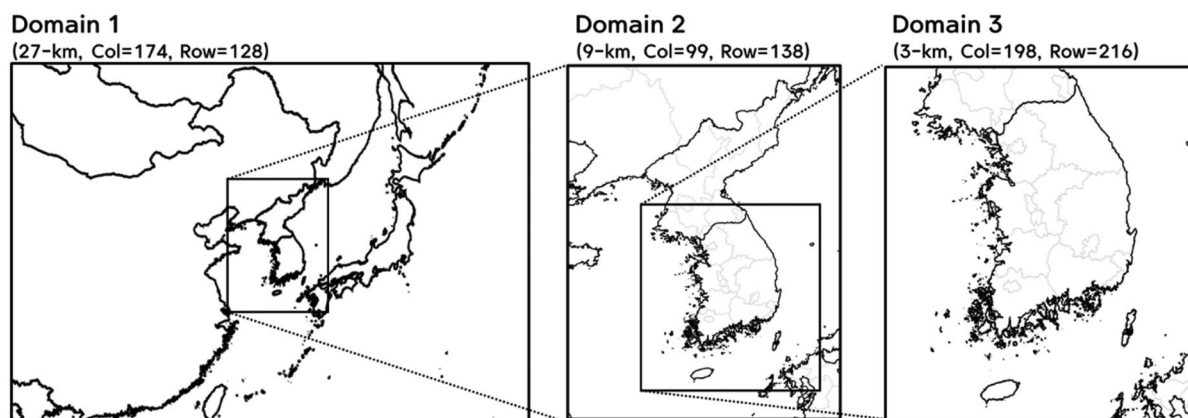 Domain 1
(27-km, Col=174, Row=128)
Domain 2
(9-km, Col=99, Row=138)
Domain 3
(3-km, Col=198, Row=216)